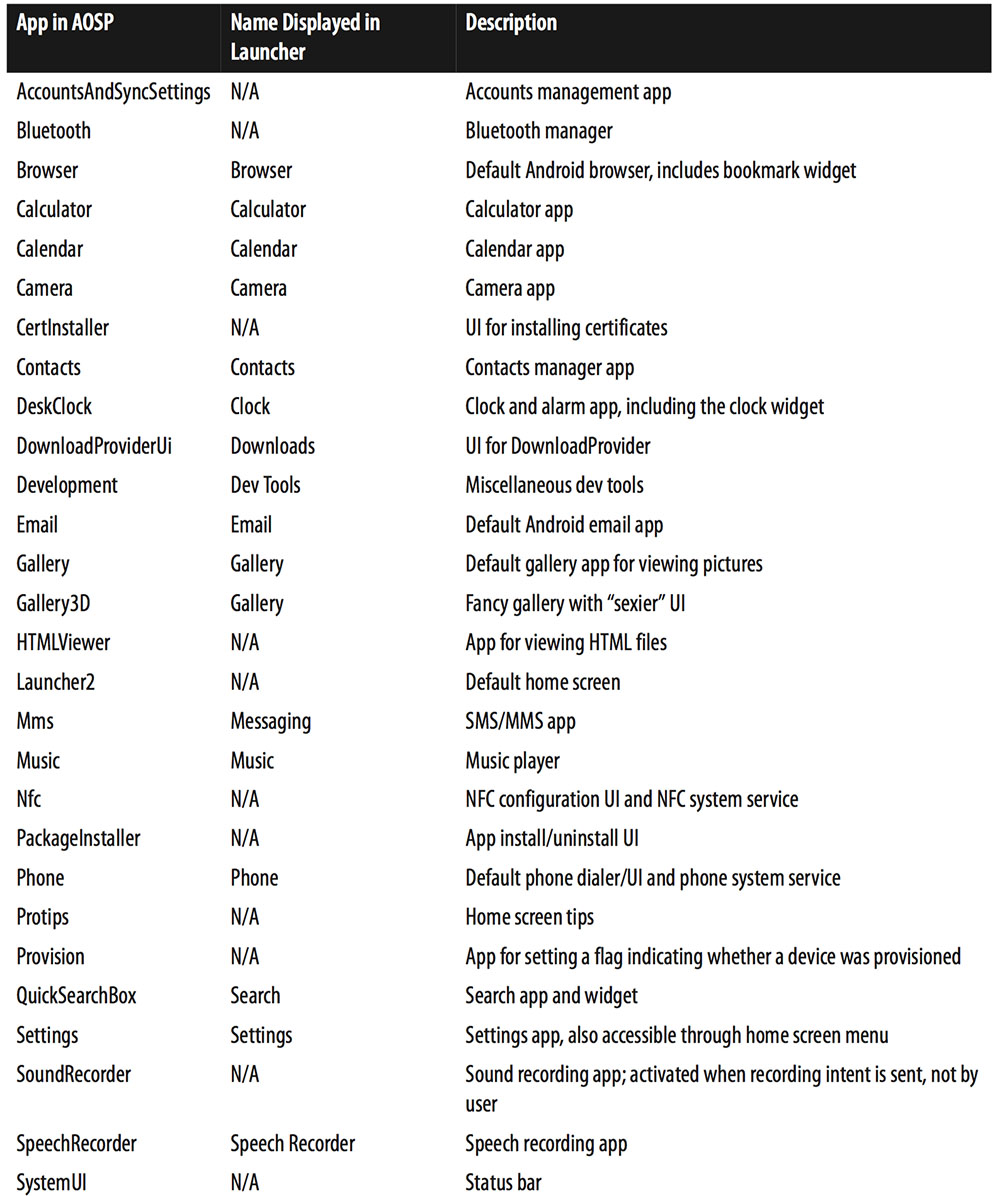 App in AOSP Name Displayed in Launcher Description
AccountsAndSyncSettings N/A Accounts management app
Bluetooth N/A Bluetooth manager
Browser Browser Default Android browser, includes bookmark widget
Calculator Calculator Calculator app
Calendar Calendar Calendar app
Camera Camera Camera app
CertInstaller N/A UI for installing certificates
Contacts Contacts Contacts manager app
DeskClock Clock Clock and alarm app, including the clock widget
DownloadProviderUi Downloads UI for DownloadProvider
Development Dev Tools Miscellaneous dev tools
Email Email Default Android email app
Gallery Gallery Default gallery app for viewing pictures
Gallery3D Gallery Fancy gallery with “sexier” UI
HTMLViewer N/A App for viewing HTML files
Launcher2 N/A Default home screen
Mms Messaging SMS/MMS app
Music Music Music player
Nfc N/A NFC configuration UI and NFC system service
PackageInstaller N/A App install/uninstall UI
Phone Phone Default phone dialer/UI and phone system service
Protips N/A Home screen tips
Provision N/A App for setting a flag indicating whether a device was provisioned
QuickSearchBox Search Search app and widget
Settings Settings Settings app, also accessible through home screen menu
SoundRecorder N/A Sound recording app; activated when recording intent is sent, not by
user
SpeechRecorder Speech Recorder Speech recording app
SystemUI N/A Status bar